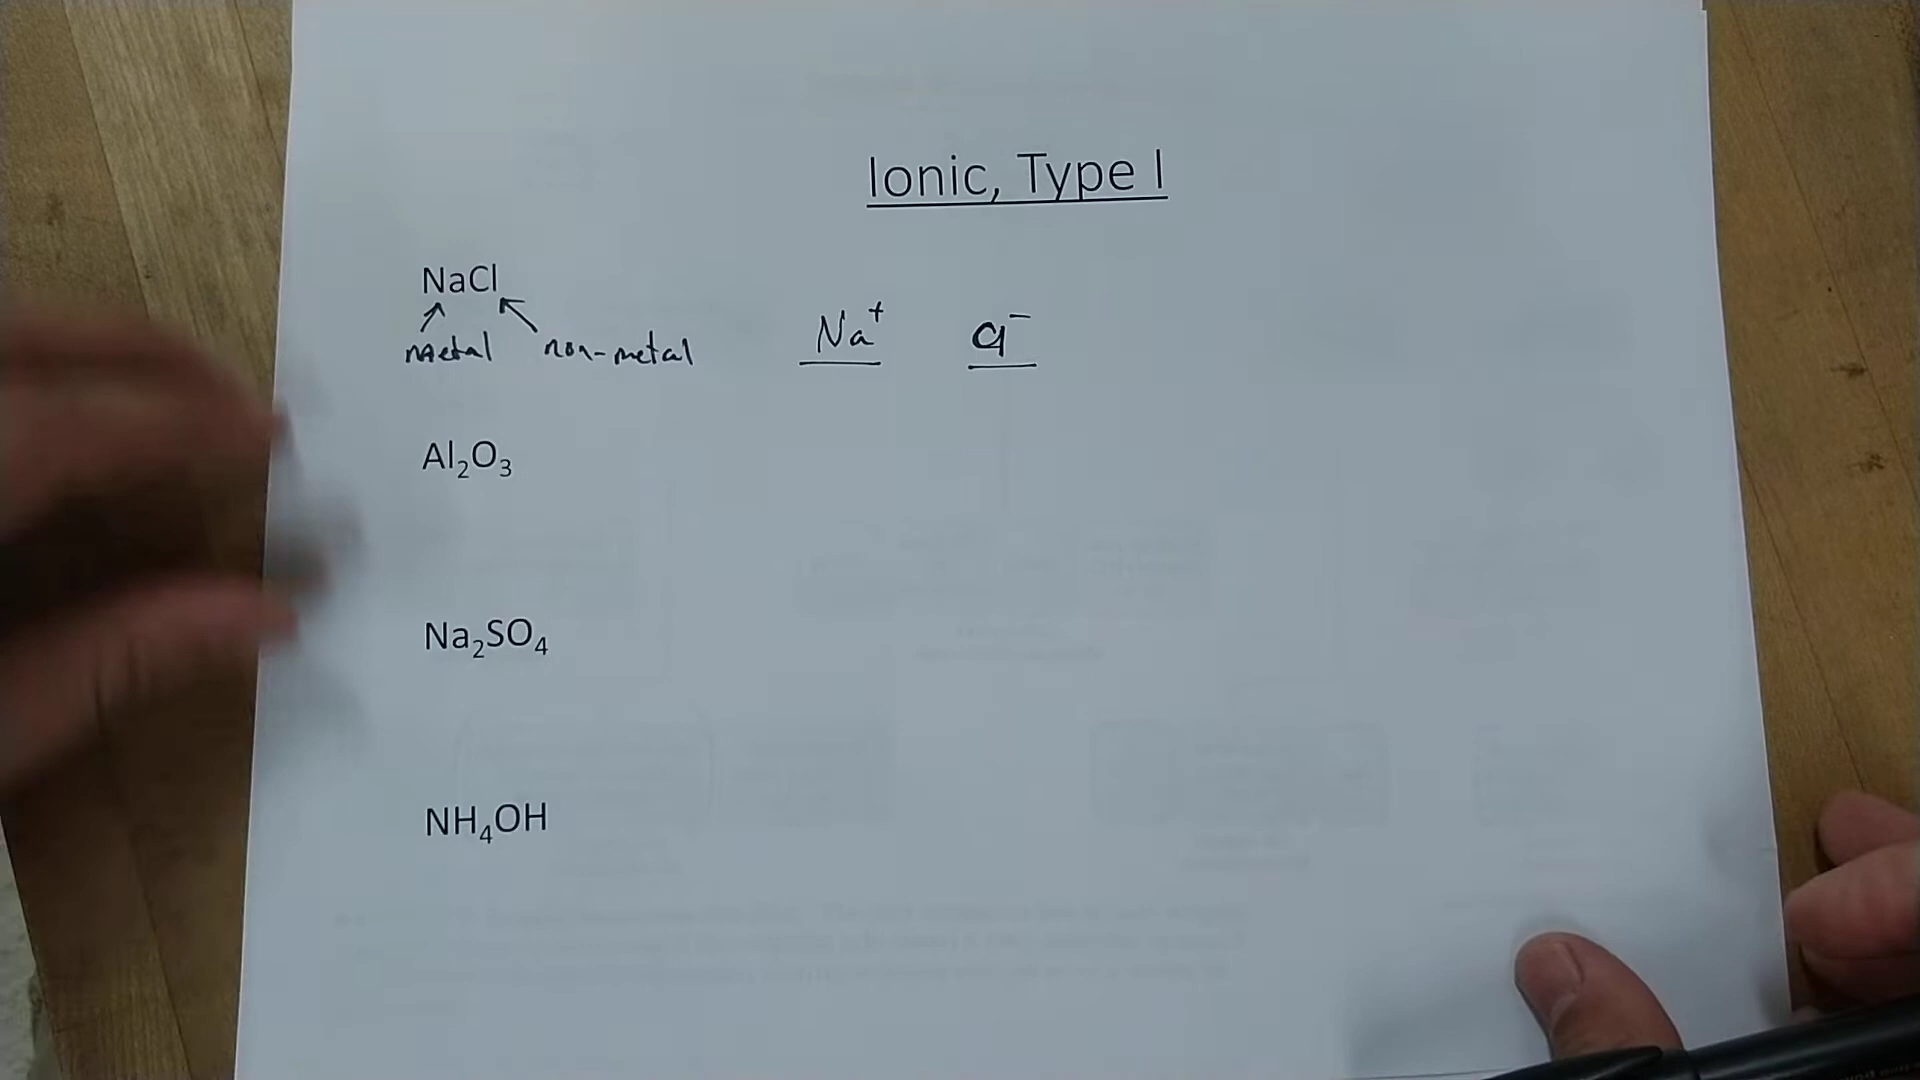 Ionic, Type I
NaCl
metal non-metal Na⁺ Cl⁻
Al₂O₃
Na₂SO₄
NH₄OH